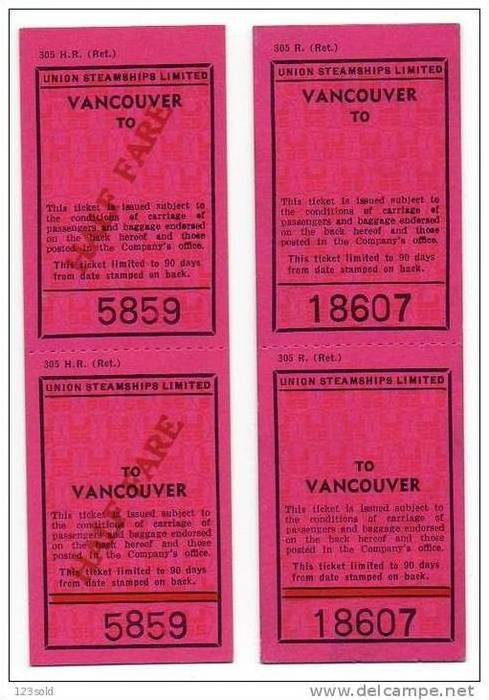 305 H.R. (Ret.)
UNION STEAMSHIPS LIMITED
VANCOUVER
TO
HALF FARE
This ticket is issued subject to
the conditions of carriage of
passengers and baggage endorsed
on the back hereof and those
posted in the Company's office.
This ticket limited to 90 days
from date stamped on back.
5859
305 H.R. (Ret.)
UNION STEAMSHIPS LIMITED
HALF FARE
TO
VANCOUVER
This ticket is issued subject to
the conditions of carriage of
passengers and baggage endorsed
on the back hereof and those
posted in the Company's office.
This ticket limited to 90 days
from date stamped on back.
5859
305 R. (Ret.)
UNION STEAMSHIPS LIMITED
VANCOUVER
TO
This ticket is issued subject to
the conditions of carriage of
passengers and baggage endorsed
on the back hereof and those
posted in the Company's office.
This ticket limited to 90 days
from date stamped on back.
18607
305 R. (Ret.)
UNION STEAMSHIPS LIMITED
TO
VANCOUVER
This ticket is issued subject to
the conditions of carriage of
passengers and baggage endorsed
on the back hereof and those
posted in the Company's office.
This ticket limited to 90 days
from date stamped on back.
18607
123sold
delcampe.net